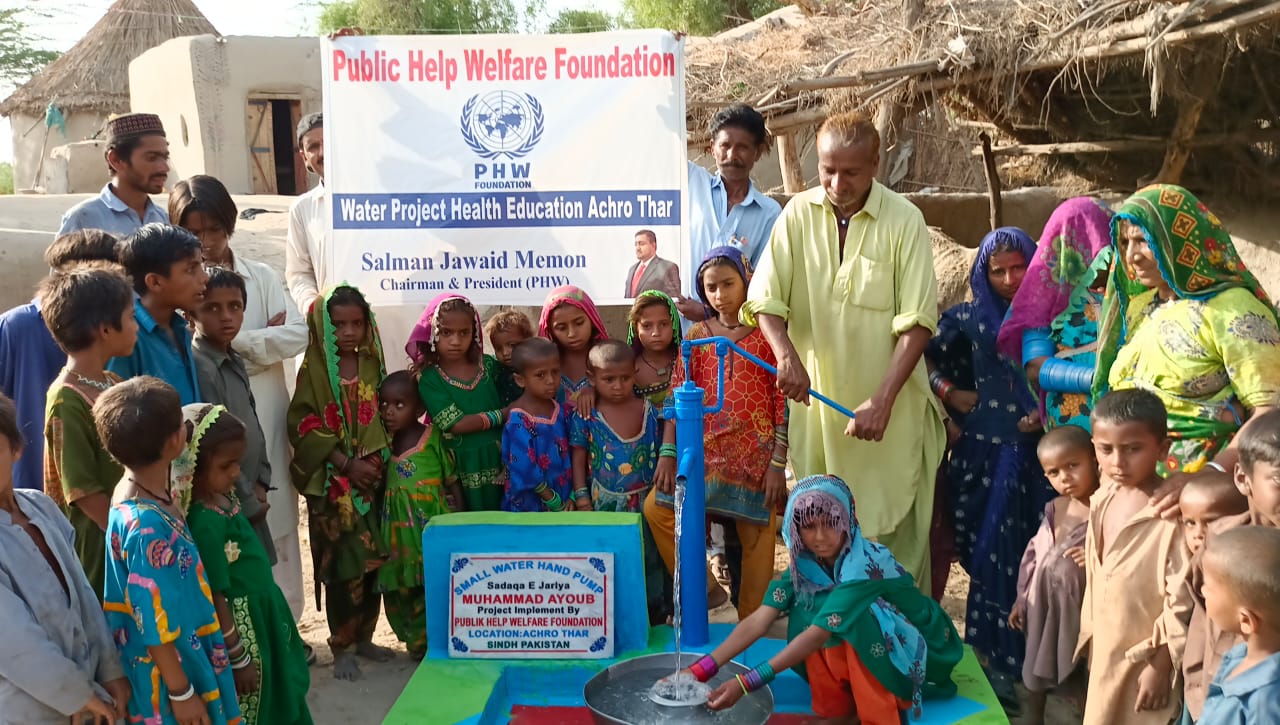 Public Help Welfare Foundation
PHW
FOUNDATION
Water Project Health Education Achro Thar
Salman Jawaid Memon
Chairman & President (PHW)
SMALL WATER HAND PUMP
Sadaqa E Jariya
MUHAMMAD AYOUB
Project Implement By
PUBLIK HELP WELFARE FOUNDATION
LOCATION:ACHRO THAR
SINDH PAKISTAN